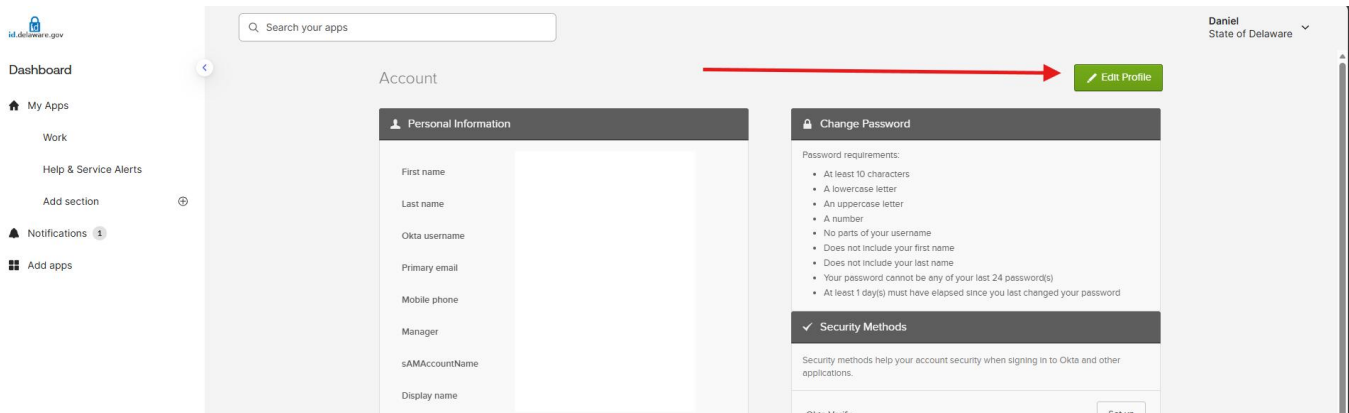 id
id.delaware.gov
Search your apps
Daniel
State of Delaware
Dashboard
My Apps
Work
Help & Service Alerts
Add section
Notifications 1
Add apps
Account
Edit Profile
Personal Information
First name
Last name
Okta username
Primary email
Mobile phone
Manager
sAMAccountName
Display name
Change Password
Password requirements:
At least 10 characters
A lowercase letter
An uppercase letter
A number
No parts of your username
Does not include your first name
Does not include your last name
Your password cannot be any of your last 24 password(s)
At least 1 day(s) must have elapsed since you last changed your password
Security Methods
Security methods help your account security when signing in to Okta and other
applications.